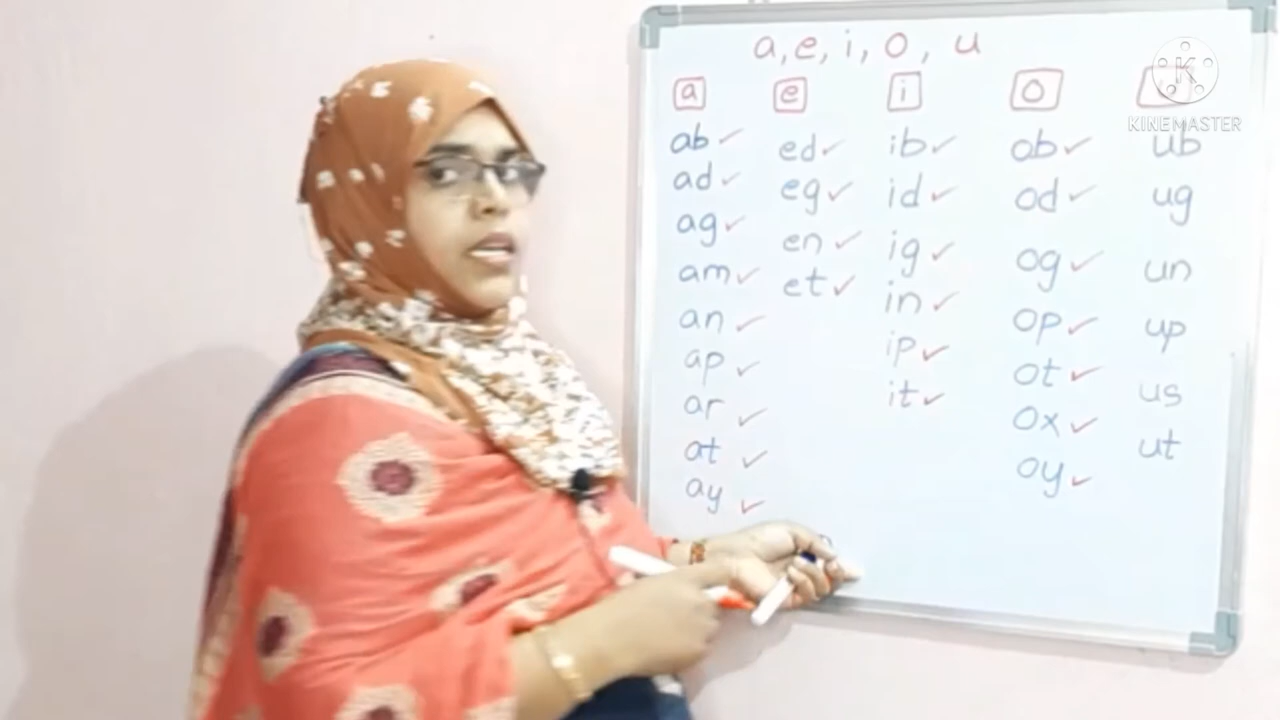 a, e, i, o, u
a e i o
ab✓ ed✓ ib✓ ob✓ ub
ad✓ eg✓ id✓ od✓ ug
ag✓ en✓ ig✓ og✓ un
am✓ et✓ in✓ op✓ up
an✓ ip✓ ot✓ us
ap✓ it✓ ox✓ ut
ar✓ oy✓
at✓
ay✓
K
KINEMASTER